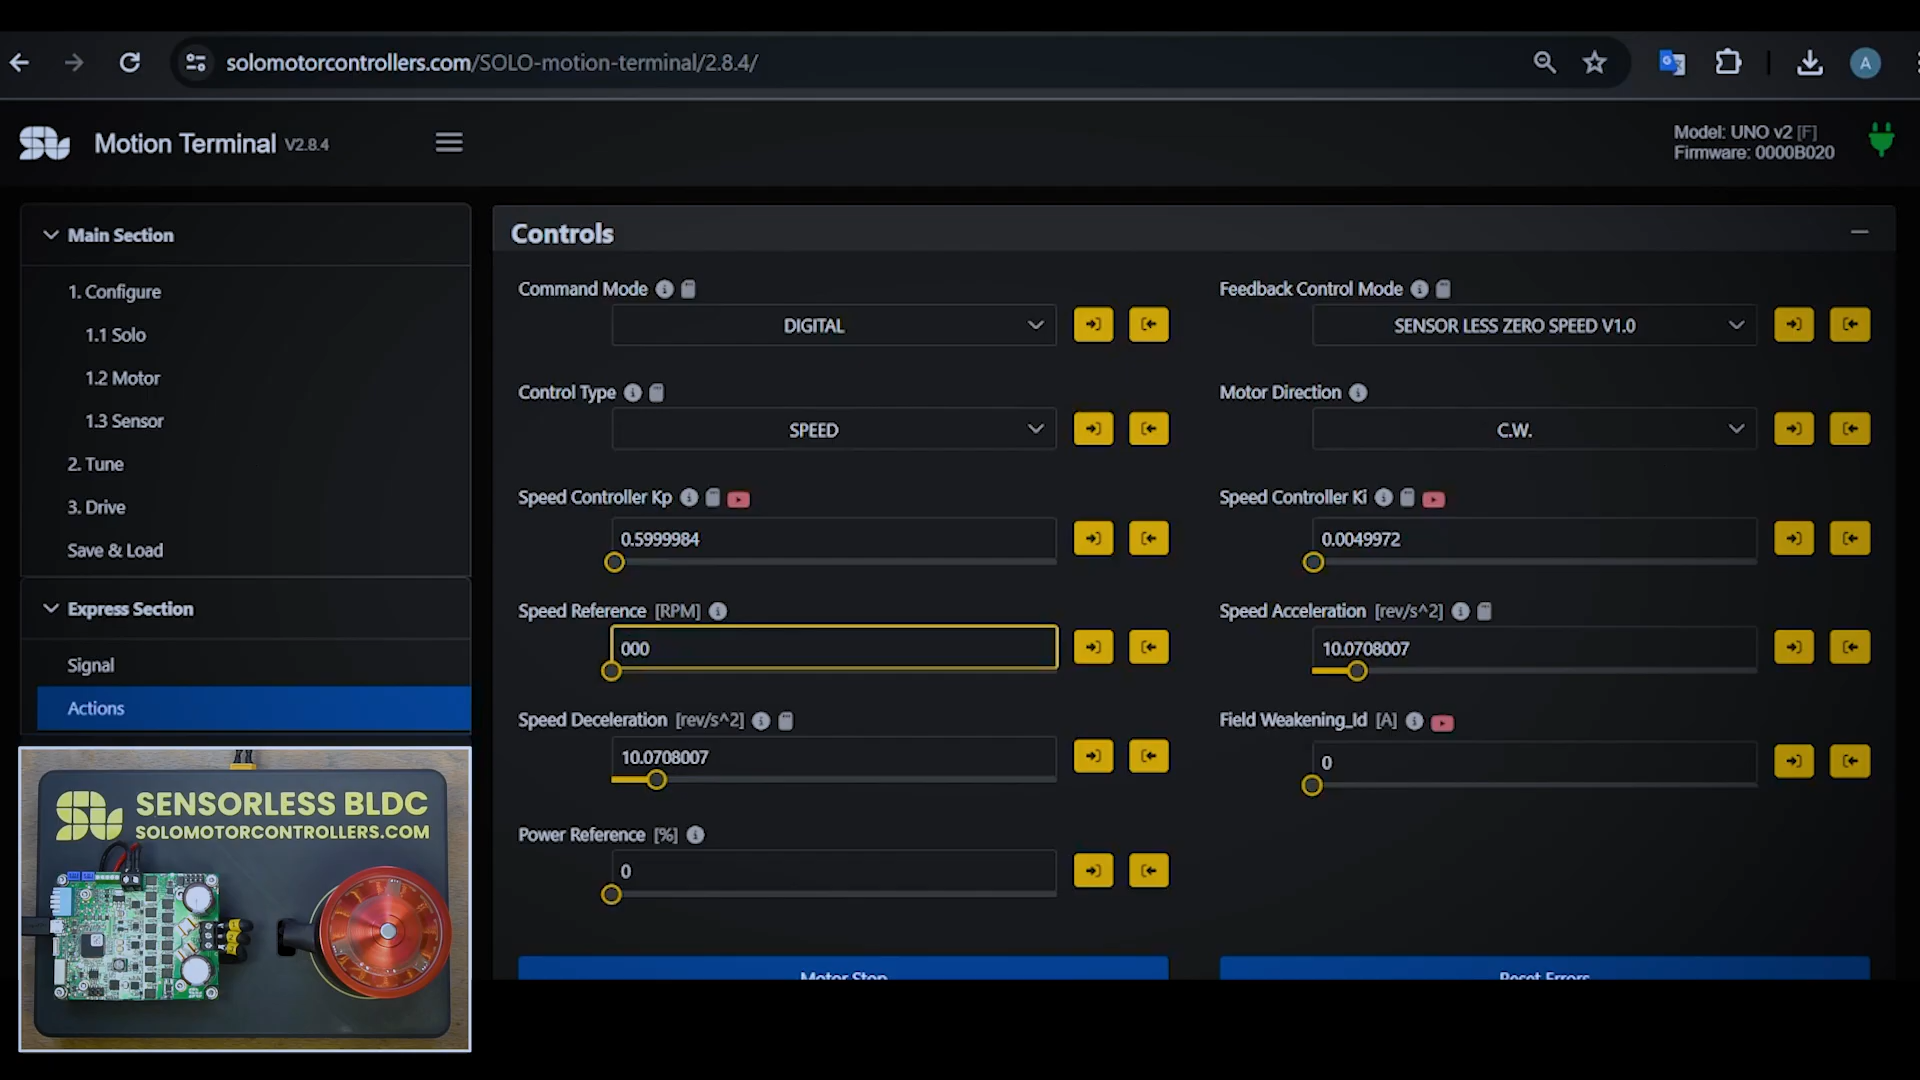 solomotorcontrollers.com/SOLO-motion-terminal/2.8.4/
A
Motion Terminal V2.8.4
Model: UNO v2 [F]
Firmware: 0000B020
Main Section
1. Configure
1.1 Solo
1.2 Motor
1.3 Sensor
2. Tune
3. Drive
Save & Load
Express Section
Signal
Actions
Controls
Command Mode
DIGITAL
Feedback Control Mode
SENSOR LESS ZERO SPEED V1.0
Control Type
SPEED
Motor Direction
C.W.
Speed Controller Kp
0.5999984
Speed Controller Ki
0.0049972
Speed Reference [RPM]
000
Speed Acceleration [rev/s^2]
10.0708007
Speed Deceleration [rev/s^2]
10.0708007
Field Weakening_Id [A]
0
Power Reference [%]
0
Motor Stop
Reset Errors
SENSORLESS BLDC
SOLOMOTORCONTROLLERS.COM